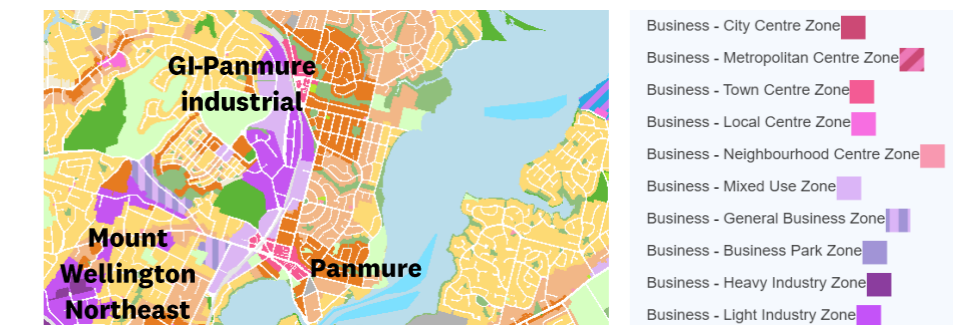 GI-Panmure
industrial
Mount
Wellington
Northeast
Panmure
Business - City Centre Zone
Business - Metropolitan Centre Zone
Business - Town Centre Zone
Business - Local Centre Zone
Business - Neighbourhood Centre Zone
Business - Mixed Use Zone
Business - General Business Zone
Business - Business Park Zone
Business - Heavy Industry Zone
Business - Light Industry Zone